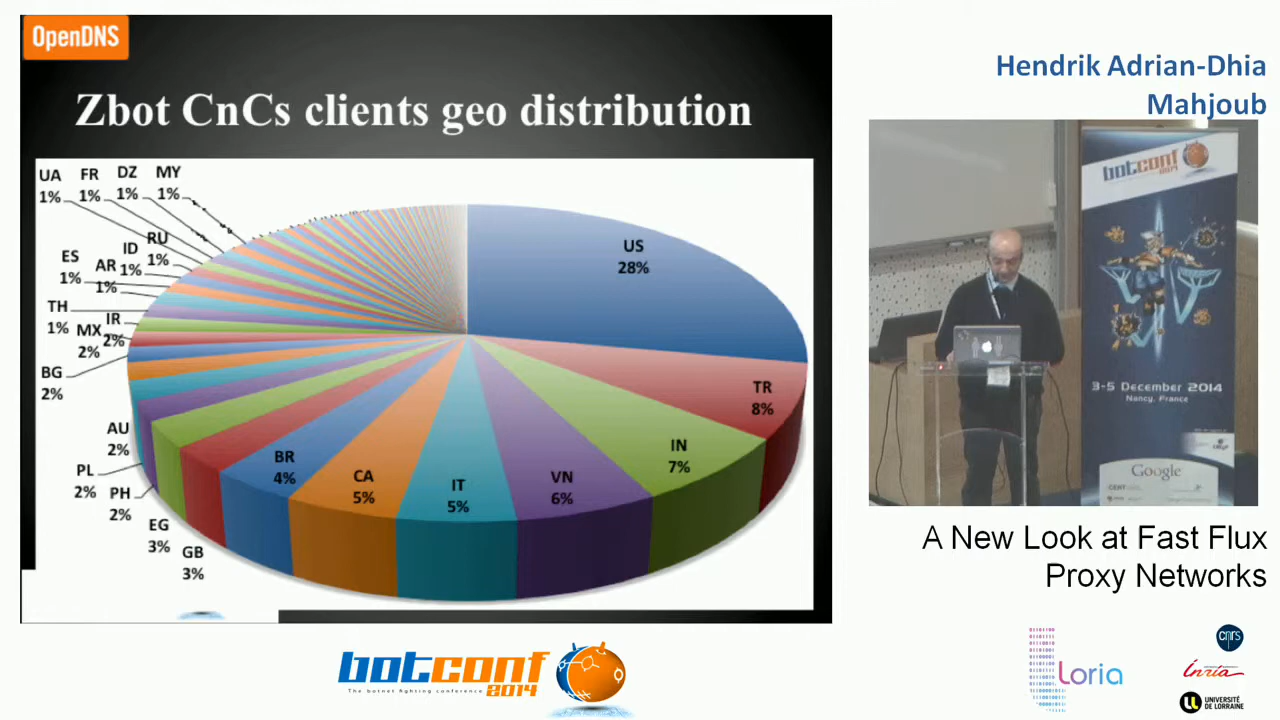 OpenDNS
Zbot CnCs clients geo distribution
UA
1%
FR
1%
DZ
1%
MY
1%
RU
1%
ID
1%
ES
1%
AR
1%
TH
1%
IR
2%
MX
2%
BG
2%
AU
2%
PL
2%
PH
2%
EG
3%
GB
3%
BR
4%
CA
5%
IT
5%
VN
6%
IN
7%
TR
8%
US
28%
Hendrik Adrian-Dhia
Mahjoub
botconf
2014
3-5 December 2014
Nancy, France
Google
A New Look at Fast Flux
Proxy Networks
botconf
The botnet fighting conference 2014
Loria
cnrs
Inria
UNIVERSITÉ
DE LORRAINE